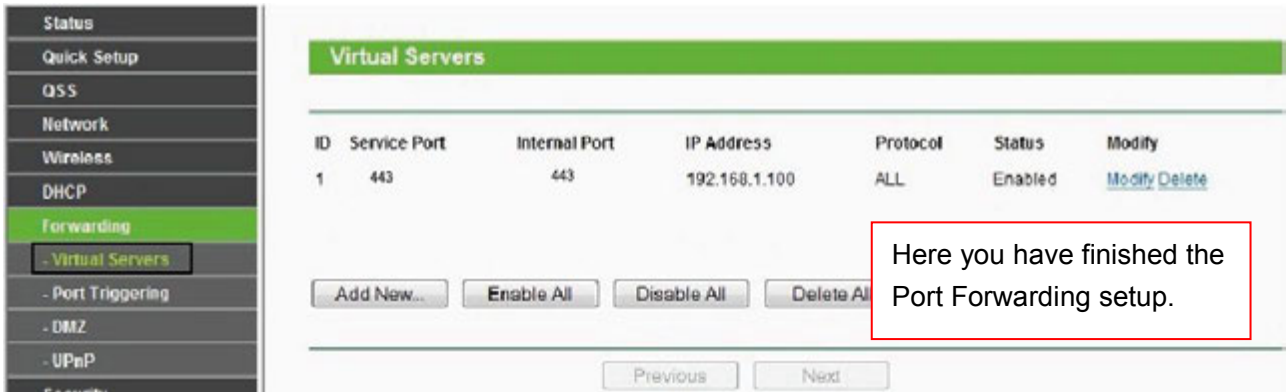 Status
Quick Setup
QSS
Network
Wireless
DHCP
Forwarding
- Virtual Servers
- Port Triggering
- DMZ
- UPnP
Virtual Servers
ID Service Port Internal Port IP Address Protocol Status Modify
1 443 443 192.168.1.100 ALL Enabled Modify Delete
Add New... Enable All Disable All Delete All
Here you have finished the
Port Forwarding setup.
Previous Next